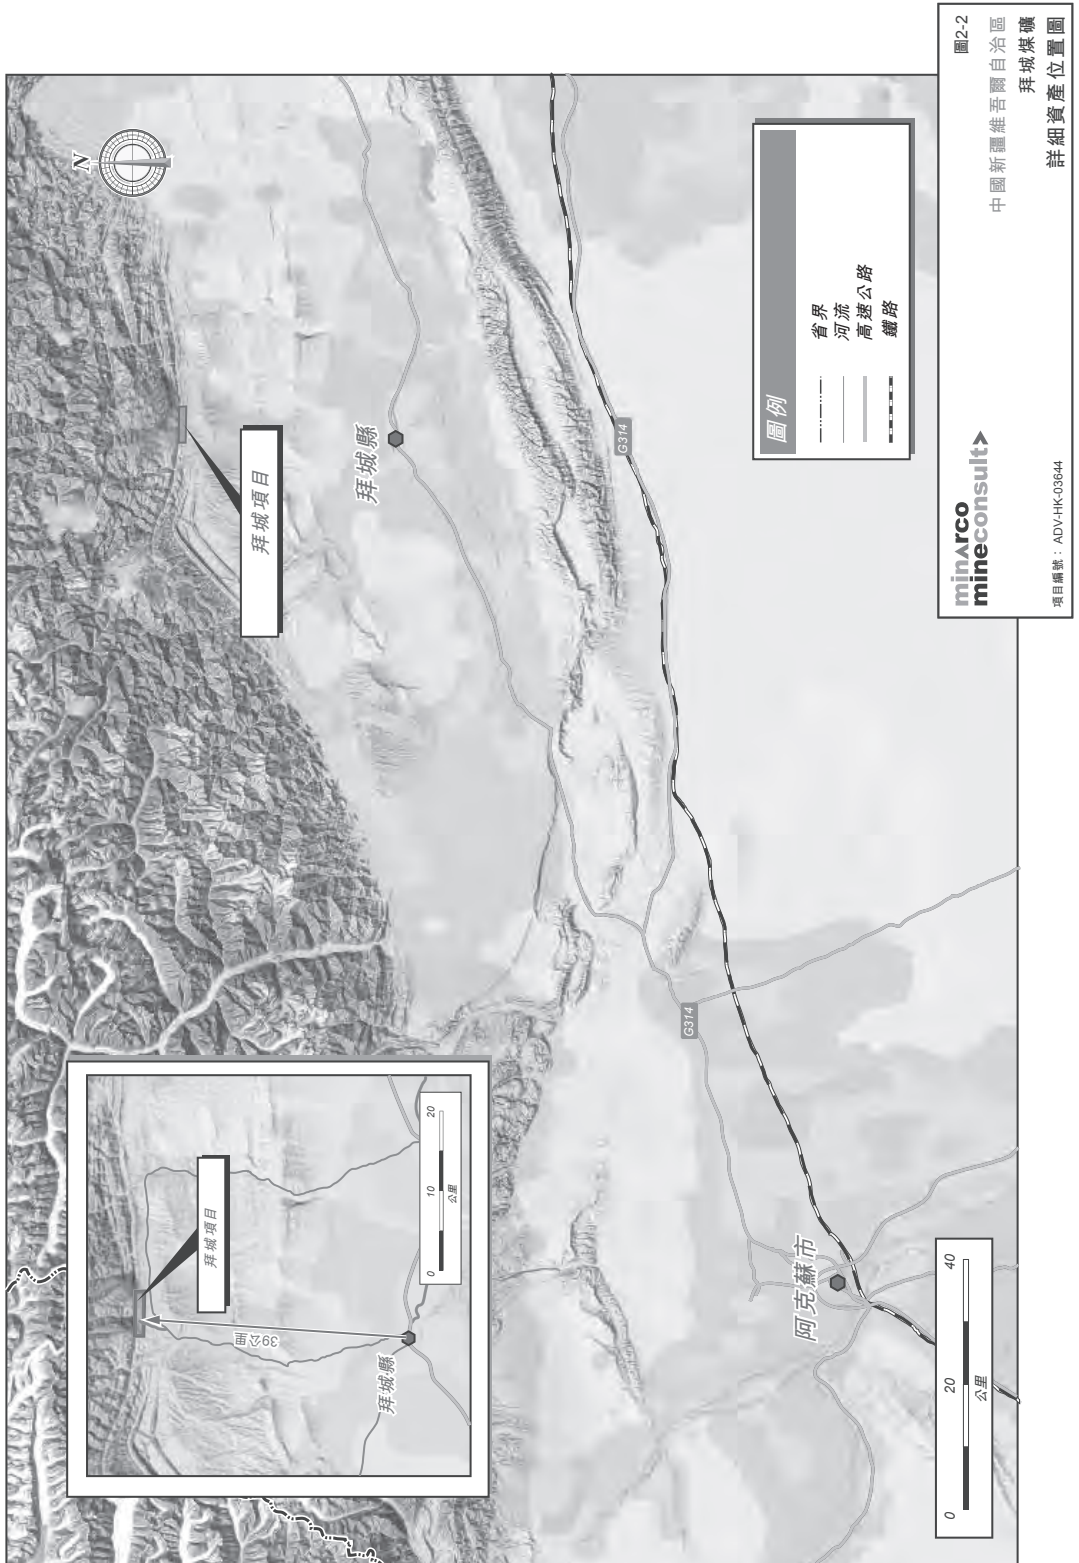 N
拜城項目
拜城縣
G314
G314
阿克蘇市
拜城項目
39公里
拜城縣
0 10 20
公里
圖例
省界
河流
高速公路
鐵路
0 20 40
公里
minarco
mineconsult
項目編號：ADV-HK-03644
圖2-2
中國新疆維吾爾自治區
拜城煤礦
詳細資產位置圖